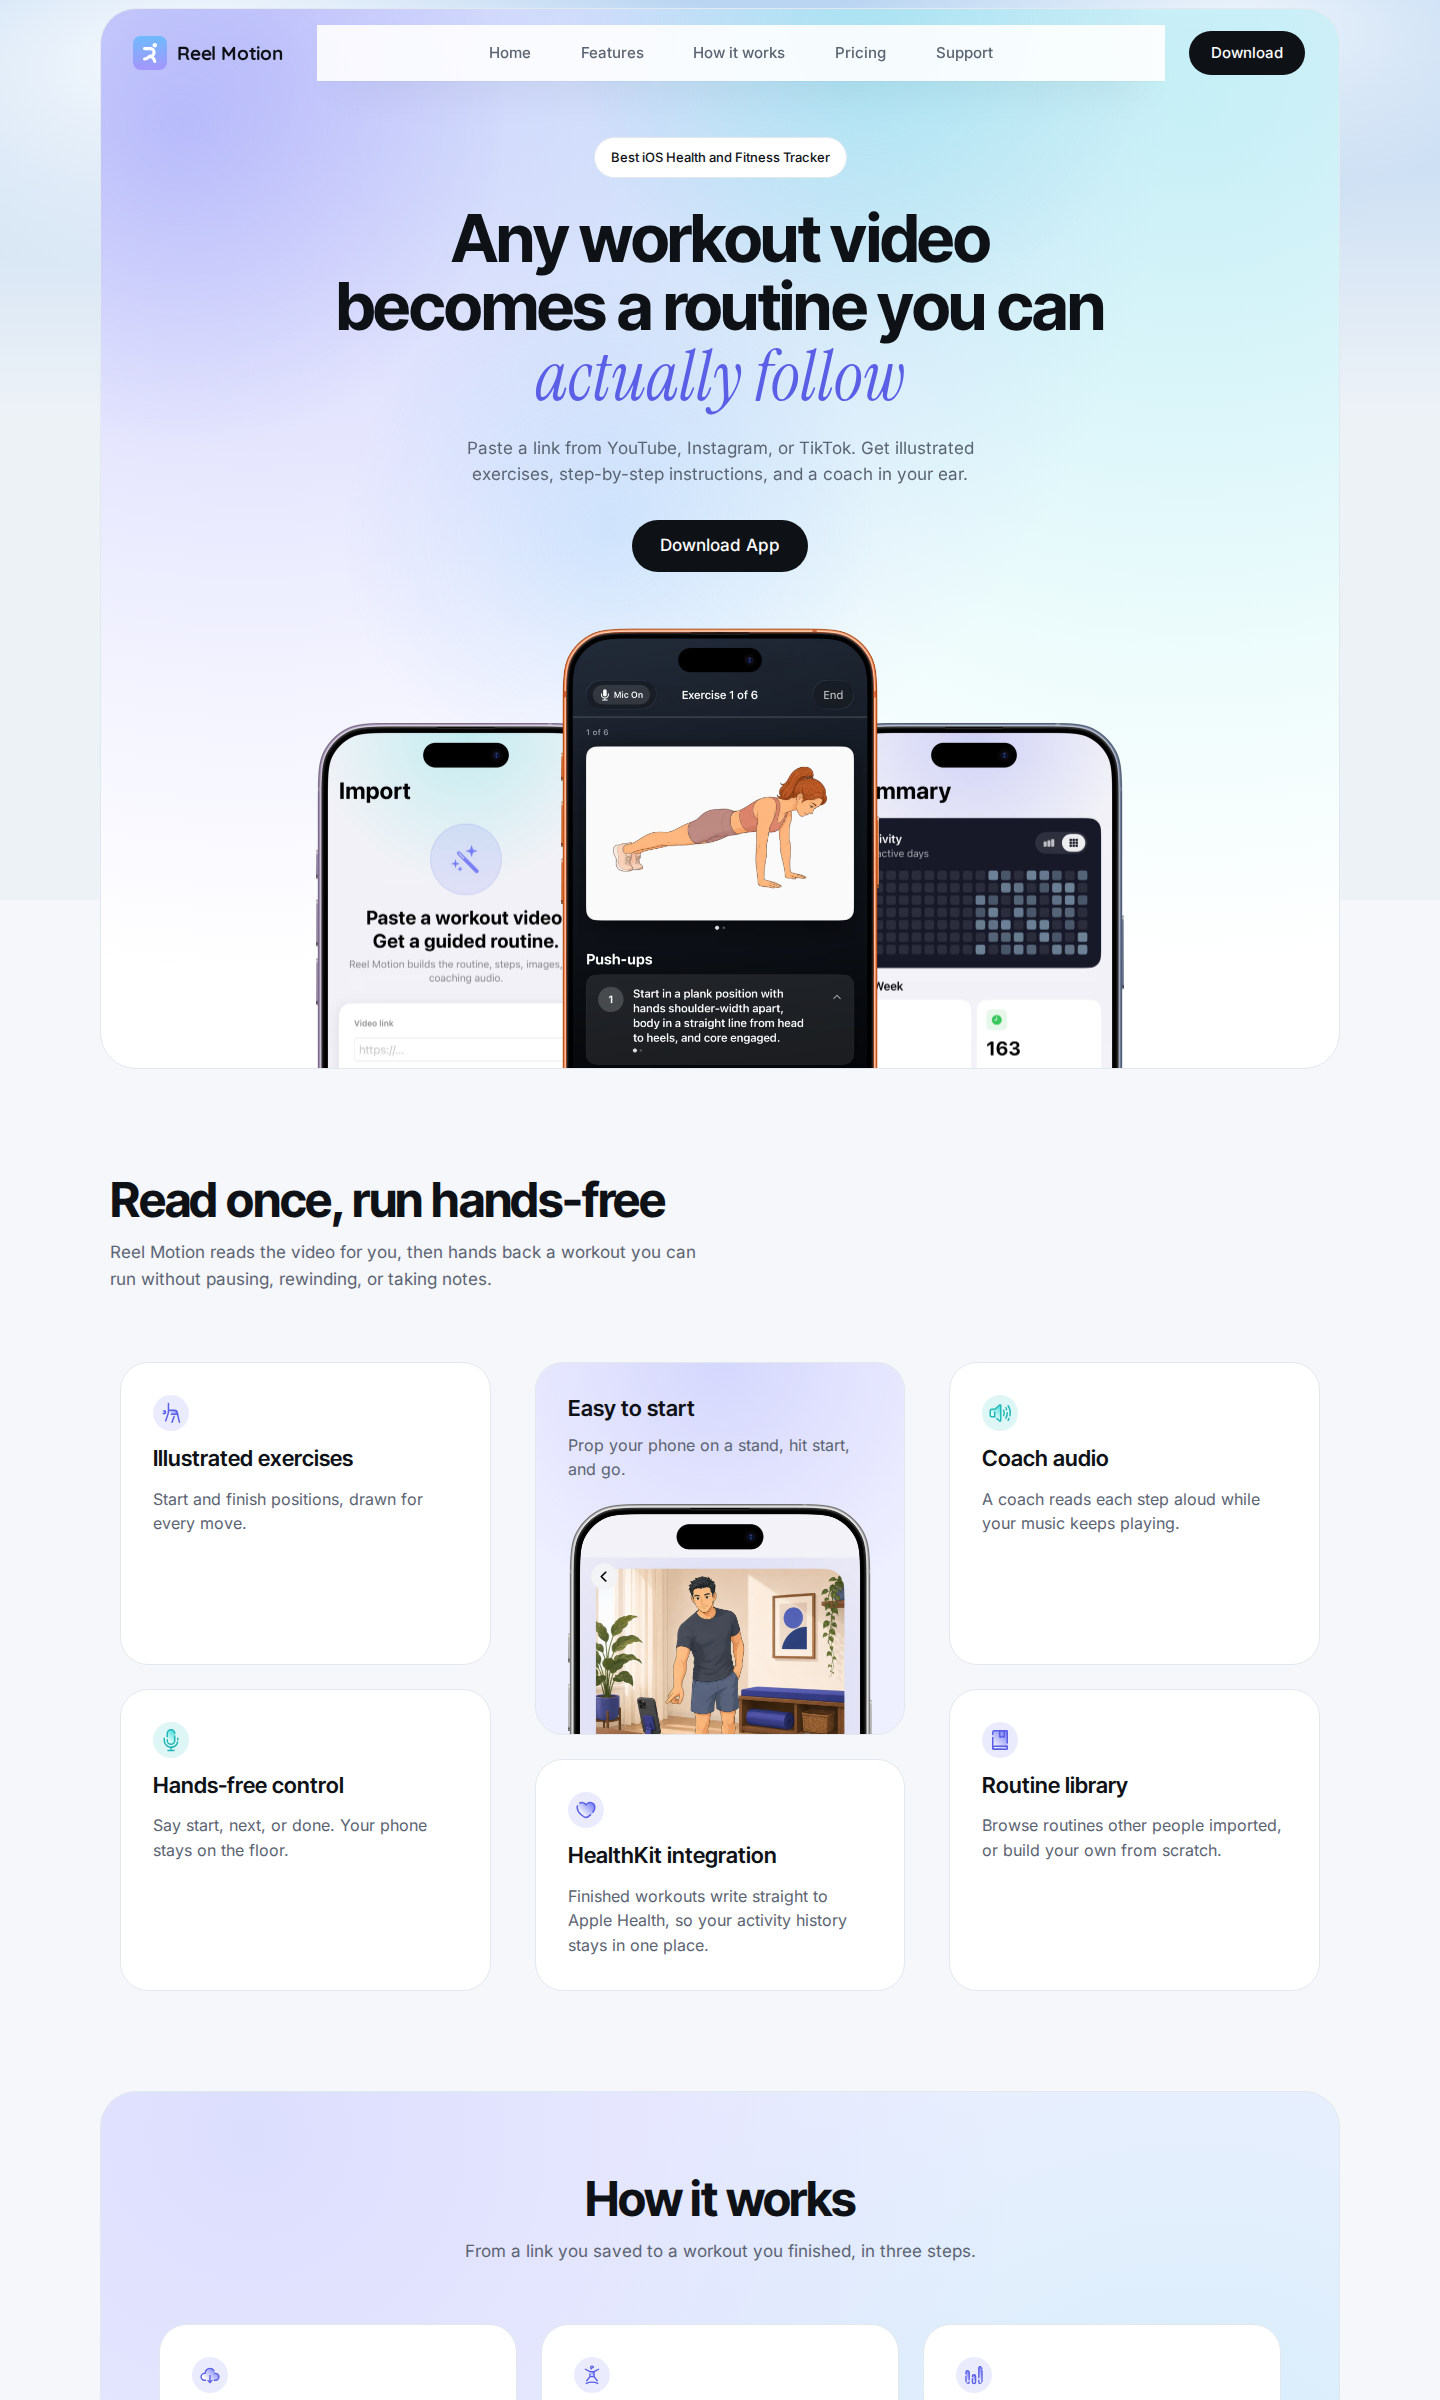 Reel Motion
Home
Features
How it works
Pricing
Support
Download
Best iOS Health and Fitness Tracker
Any workout video
becomes a routine you can
actually follow
Paste a link from YouTube, Instagram, or TikTok. Get illustrated
exercises, step-by-step instructions, and a coach in your ear.
Download App
Import
Paste a workout video
Get a guided routine.
Reel Motion builds the routine, steps, images,
coaching audio.
Video link
https://...
Mic On
Exercise 1 of 6
End
1 of 6
Push-ups
1
Start in a plank position with
hands shoulder-width apart,
body in a straight line from head
to heels, and core engaged.
mmary
ivity
active days
Week
163
Read once, run hands-free
Reel Motion reads the video for you, then hands back a workout you can
run without pausing, rewinding, or taking notes.
Illustrated exercises
Start and finish positions, drawn for
every move.
Easy to start
Prop your phone on a stand, hit start,
and go.
Coach audio
A coach reads each step aloud while
your music keeps playing.
Hands-free control
Say start, next, or done. Your phone
stays on the floor.
HealthKit integration
Finished workouts write straight to
Apple Health, so your activity history
stays in one place.
Routine library
Browse routines other people imported,
or build your own from scratch.
How it works
From a link you saved to a workout you finished, in three steps.